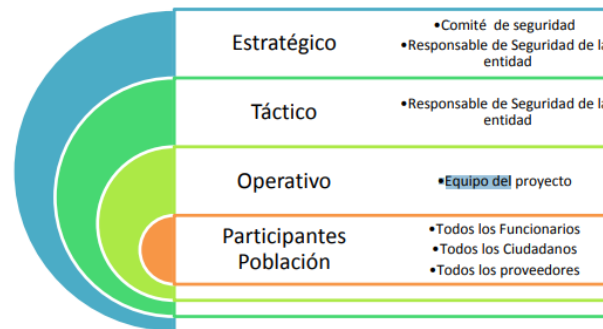 Estratégico
•Comité de seguridad
•Responsable de Seguridad de la
entidad
Táctico
•Responsable de Seguridad de la
entidad
Operativo
•Equipo del proyecto
Participantes
Población
•Todos los Funcionarios
•Todos los Ciudadanos
•Todos los proveedores